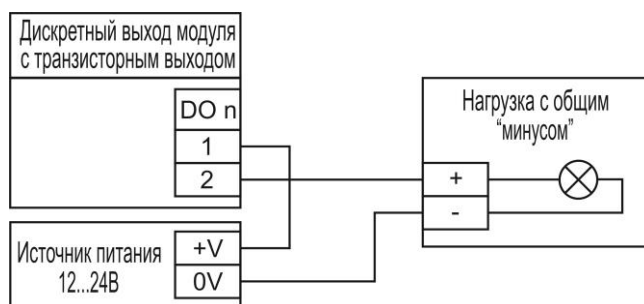 Дискретный выход модуля
с транзисторным выходом
DO n
1
2
Источник питания
12...24В
+V
0V
Нагрузка с общим
“минусом”
+
-